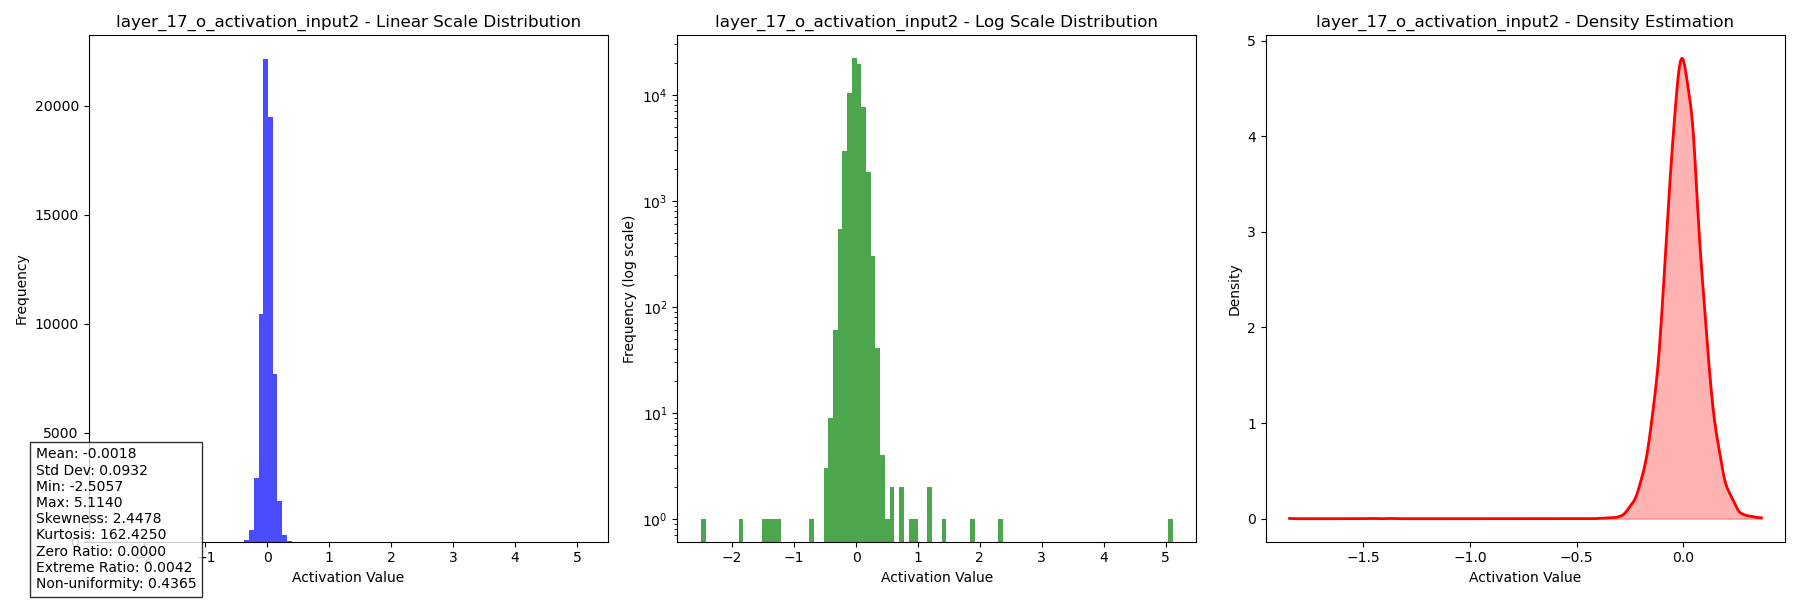 layer_17_o_activation_input2 - Linear Scale Distribution
Frequency
20000
15000
10000
5000
0
−1 0 1 2 3 4 5
Activation Value
Mean: -0.0018
Std Dev: 0.0932
Min: -2.5057
Max: 5.1140
Skewness: 2.4478
Kurtosis: 162.4250
Zero Ratio: 0.0000
Extreme Ratio: 0.0042
Non-uniformity: 0.4365
layer_17_o_activation_input2 - Log Scale Distribution
Frequency (log scale)
10^4
10^3
10^2
10^1
10^0
−2 −1 0 1 2 3 4 5
Activation Value
layer_17_o_activation_input2 - Density Estimation
Density
5
4
3
2
1
0
−1.5 −1.0 −0.5 0.0
Activation Value